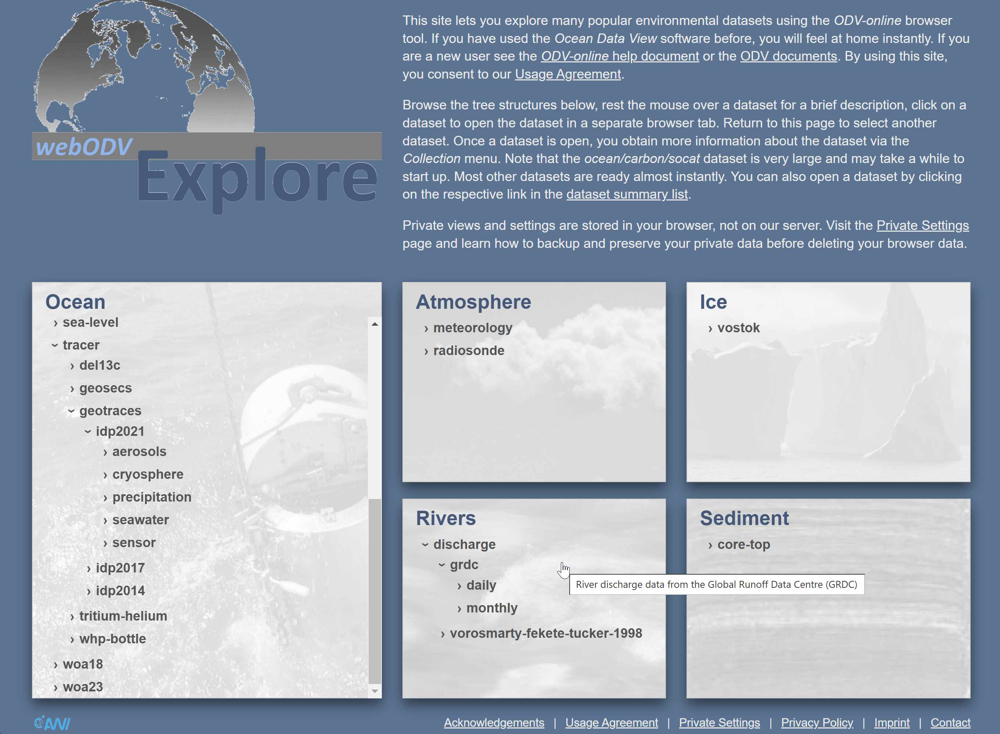 This site lets you explore many popular environmental datasets using the ODV-online browser
tool. If you have used the Ocean Data View software before, you will feel at home instantly. If you
are a new user see the ODV-online help document or the ODV documents. By using this site,
you consent to our Usage Agreement.
Browse the tree structures below, rest the mouse over a dataset for a brief description, click on a
dataset to open the dataset in a separate browser tab. Return to this page to select another
dataset. Once a dataset is open, you obtain more information about the dataset via the
Collection menu. Note that the ocean/carbon/socat dataset is very large and may take a while to
start up. Most other datasets are ready almost instantly. You can also open a dataset by clicking
on the respective link in the dataset summary list.
Private views and settings are stored in your browser, not on our server. Visit the Private Settings
page and learn how to backup and preserve your private data before deleting your browser data.
webODV
Explore
Ocean
› sea-level
tracer
› del13c
› geosecs
geotraces
idp2021
› aerosols
› cryosphere
› precipitation
› seawater
› sensor
› idp2017
› idp2014
› tritium-helium
› whp-bottle
› woa18
› woa23
Atmosphere
› meteorology
› radiosonde
Ice
› vostok
Rivers
discharge
grdc
› daily
› monthly
› vorosmarty-fekete-tucker-1998
River discharge data from the Global Runoff Data Centre (GRDC)
Sediment
› core-top
AWI
Acknowledgements | Usage Agreement | Private Settings | Privacy Policy | Imprint | Contact